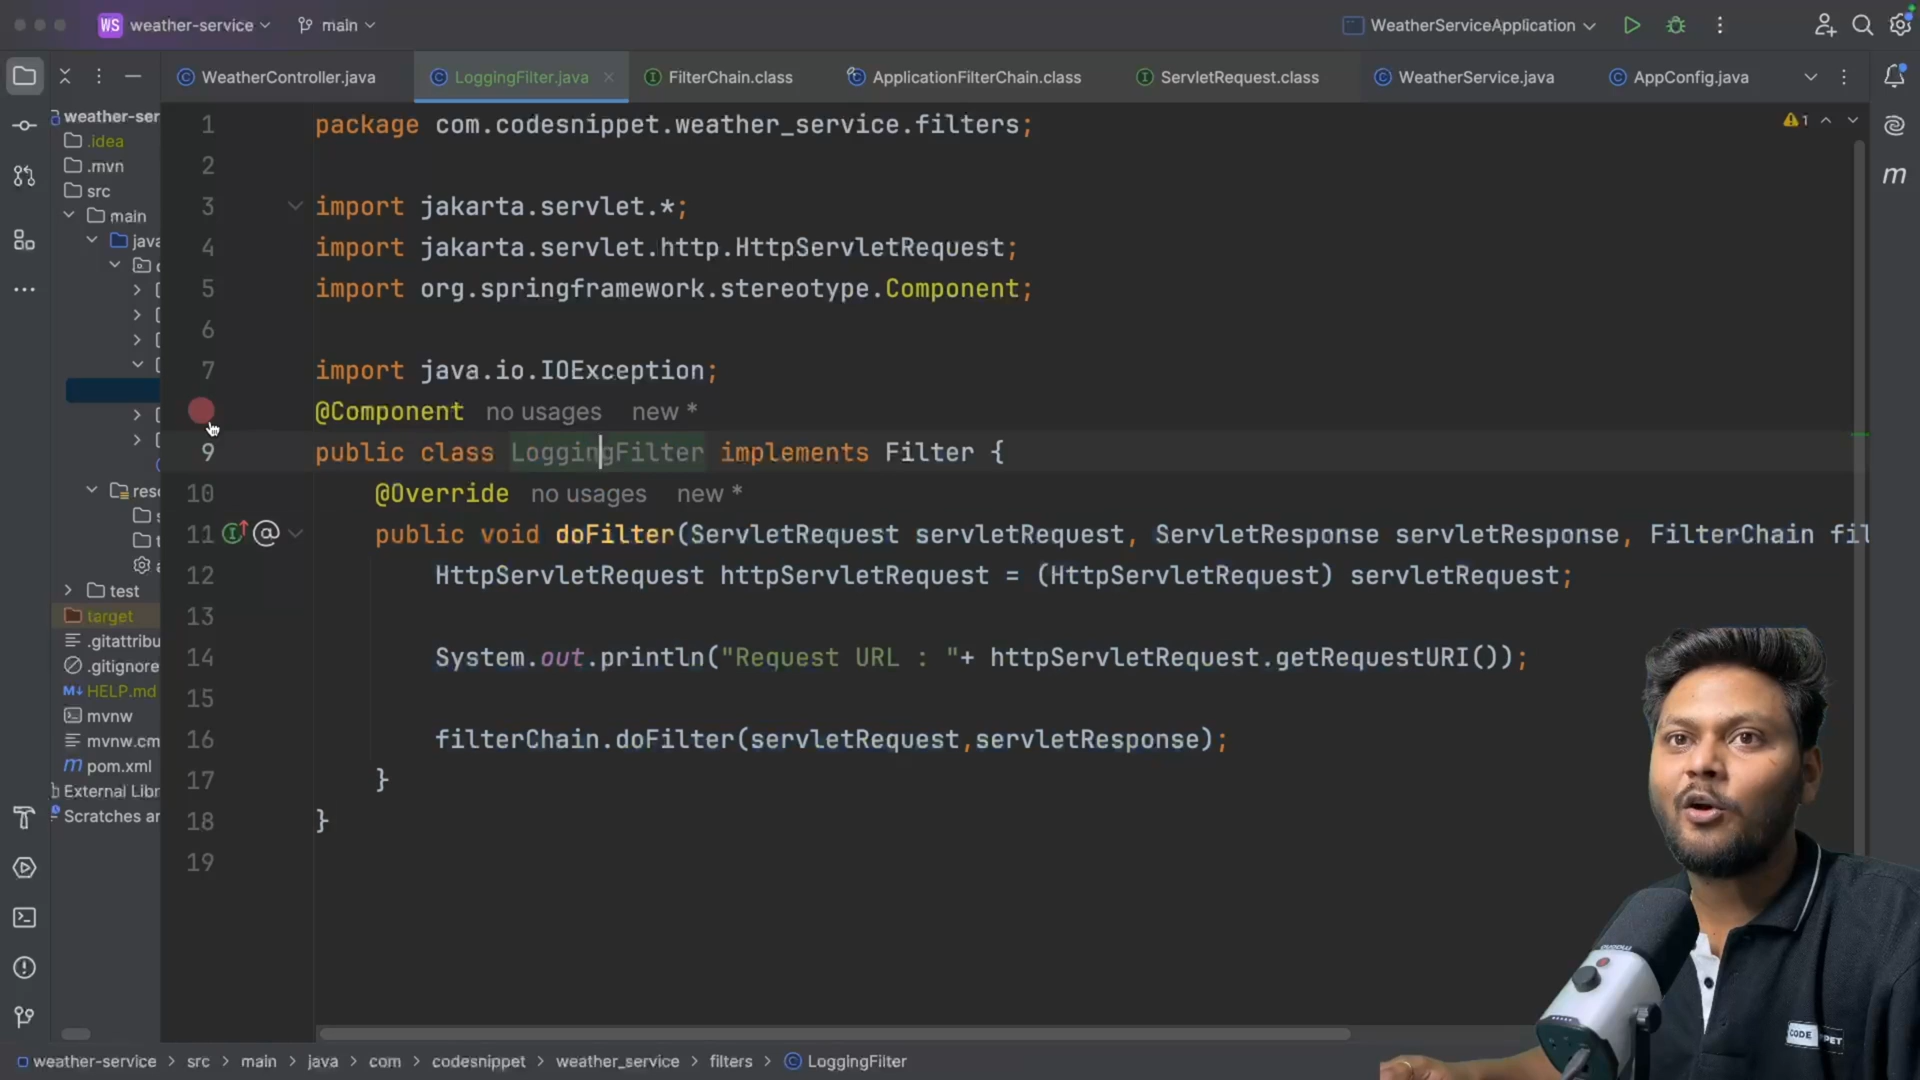 WS weather-service main WeatherServiceApplication
WeatherController.java LoggingFilter.java FilterChain.class ApplicationFilterChain.class ServletRequest.class WeatherService.java AppConfig.java
weather-ser
.idea
.mvn
src
main
java
reso
test
target
.gitattribu
.gitignore
M↓ HELP.md
mvnw
mvnw.cm
m pom.xml
External Libr
Scratches an
1 package com.codesnippet.weather_service.filters;
2
3 import jakarta.servlet.*;
4 import jakarta.servlet.http.HttpServletRequest;
5 import org.springframework.stereotype.Component;
6
7 import java.io.IOException;
@Component no usages new *
9 public class LoggingFilter implements Filter {
10 @Override no usages new *
11 public void doFilter(ServletRequest servletRequest, ServletResponse servletResponse, FilterChain fil
12 HttpServletRequest httpServletRequest = (HttpServletRequest) servletRequest;
13
14 System.out.println("Request URL : "+ httpServletRequest.getRequestURI());
15
16 filterChain.doFilter(servletRequest,servletResponse);
17 }
18 }
19
1
m
weather-service > src > main > java > com > codesnippet > weather_service > filters > LoggingFilter